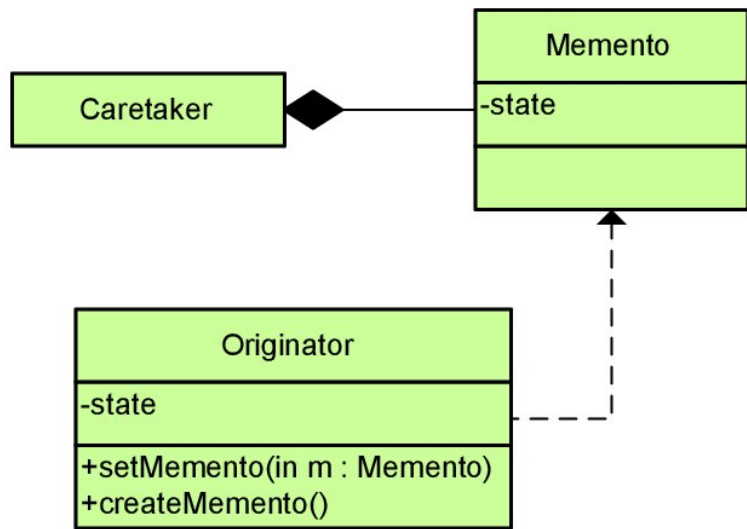 Memento
Caretaker
-state
Originator
-state
+setMemento(in m : Memento)
+createMemento()